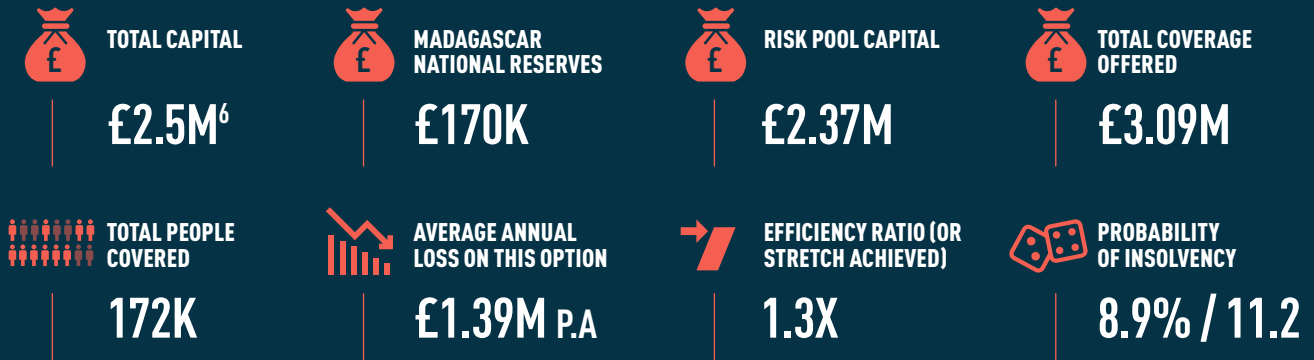 TOTAL CAPITAL
£
£2.5M⁶
MADAGASCAR
NATIONAL RESERVES
£
£170K
RISK POOL CAPITAL
£
£2.37M
TOTAL COVERAGE
OFFERED
£
£3.09M
TOTAL PEOPLE
COVERED
172K
AVERAGE ANNUAL
LOSS ON THIS OPTION
£1.39M P.A
EFFICIENCY RATIO (OR
STRETCH ACHIEVED)
1.3X
PROBABILITY
OF INSOLVENCY
8.9% / 11.2